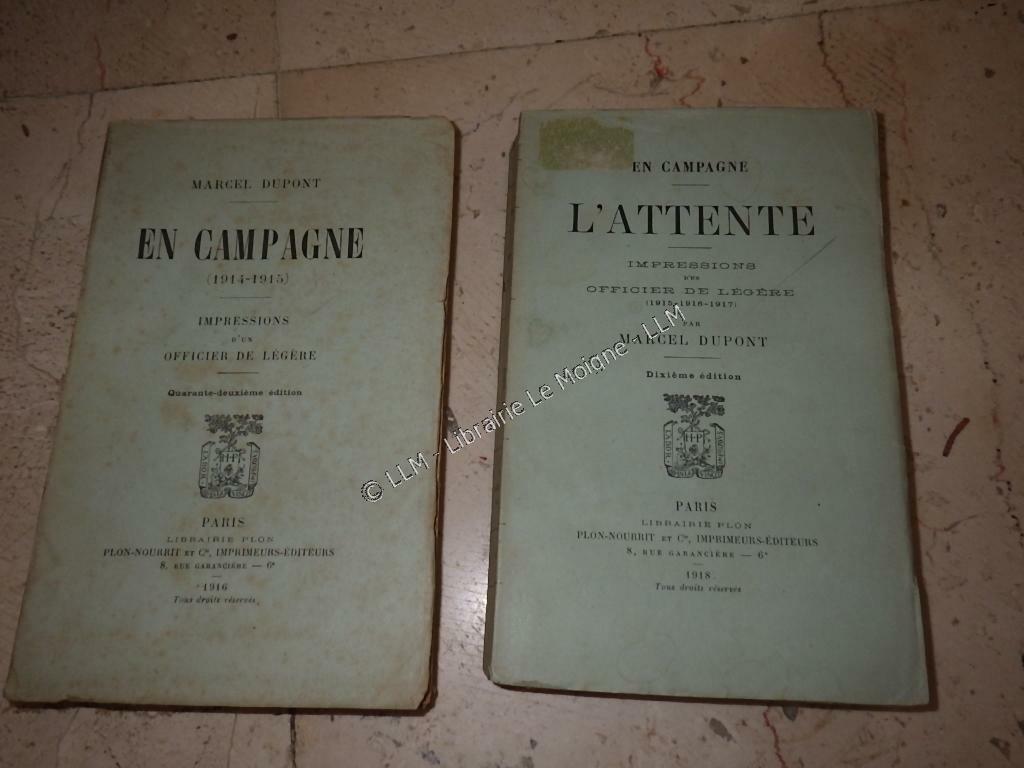 MARCEL DUPONT
EN CAMPAGNE
(1914-1915)
IMPRESSIONS
D'UN
OFFICIER DE LÉGÈRE
Quarante-deuxième édition
PARIS
LIBRAIRIE PLON
PLON-NOURRIT ET Cie, IMPRIMEURS-ÉDITEURS
8, RUE GARANCIÈRE — 6e
1916
Tous droits réservés
EN CAMPAGNE
L'ATTENTE
IMPRESSIONS
D'UN
OFFICIER DE LÉGÈRE
(1915-1916-1917)
PAR
MARCEL DUPONT
Dixième édition
PARIS
LIBRAIRIE PLON
PLON-NOURRIT ET Cie, IMPRIMEURS-ÉDITEURS
8, RUE GARANCIÈRE — 6e
1918
Tous droits réservés
© LLM - Librairie Le Moigne - LLM